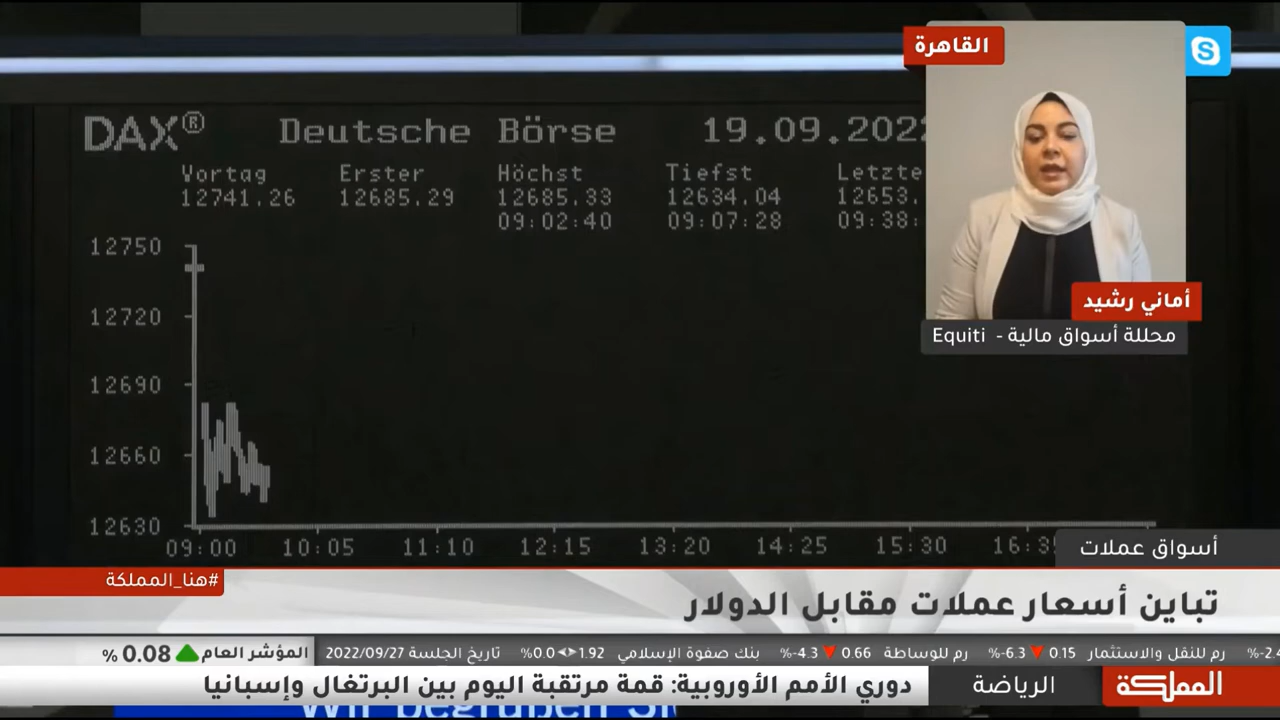 القاهرة
DAX® Deutsche Börse 19.09.202
Vortag Erster Höchst Tiefst Letzte
12741.26 12685.29 12685.33 12634.04 12653.
09:02:40 09:07:28 09:38:
12750
12720
12690
12660
12630
09:00 10:05 11:10 12:15 13:20 14:25 15:30
أماني رشيد
محللة أسواق مالية - Equiti
أسواق عملات
#هنا_المملكة
تباين أسعار عملات مقابل الدولار
رم للنقل والاستثمار 0.15 6.3-% رم للوساطة 0.66 4.3-% بنك صفوة الإسلامي 1.92 0.0% تاريخ الجلسة 2022/09/27
المؤشر العام 0.08 %
المملكة الرياضة دوري الأمم الأوروبية: قمة مرتقبة اليوم بين البرتغال وإسبانيا